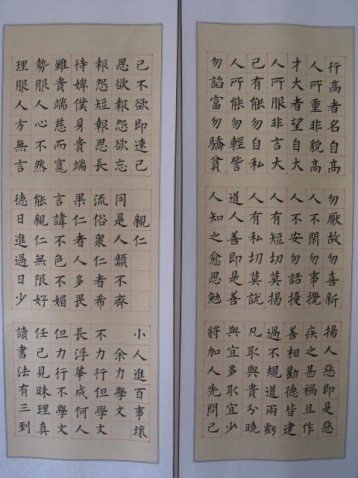 行高者名自高
人所重非貌高
才大者望自大
人所服非言大
己有能勿自私
人所能勿輕訾
勿諂富勿驕貧
勿厭故勿喜新
人不閒勿事攪
人不安勿話擾
人有短切莫揭
人有私切莫說
道人善即是善
人知之愈思勉
揚人惡即是惡
疾之甚禍且作
善相勸德皆建
過不規道兩虧
凡取與貴分曉
與宜多取宜少
將加人先問己
己不欲即速已
恩欲報怨欲忘
報怨短報恩長
待婢僕身貴端
雖貴端慈而寬
勢服人心不然
理服人方無言
親仁
同是人類不齊
流俗衆仁者希
果仁者人多畏
言諱不色不媚
能親仁無限好
德日進過日少
小人進百事壞
余力學文
不力行但學文
長浮華成何人
但力行不學文
任己見昧理真
讀書法有三到